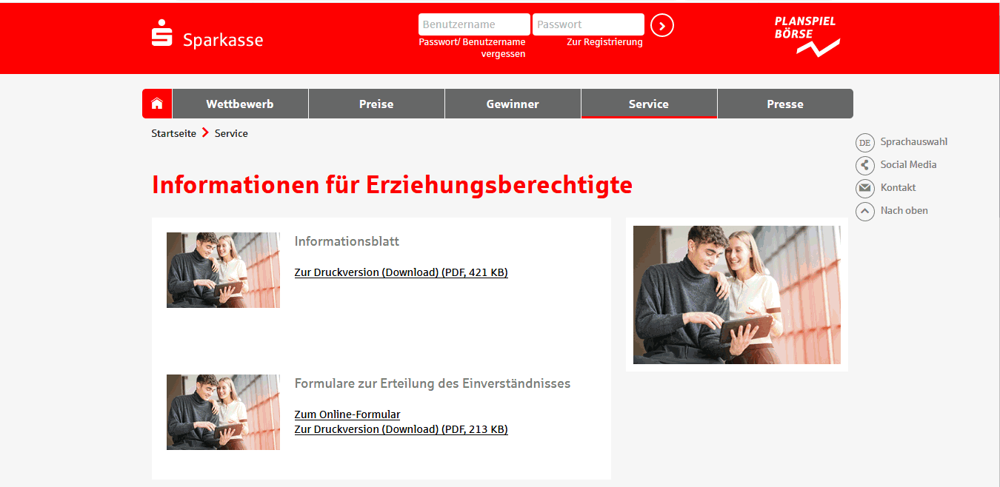 Sparkasse
Benutzername
Passwort
Passwort/ Benutzername
vergessen
Zur Registrierung
PLANSPIEL
BÖRSE
Wettbewerb
Preise
Gewinner
Service
Presse
Startseite
Service
DE
Sprachauswahl
Social Media
Kontakt
Nach oben
Informationen für Erziehungsberechtigte
Informationsblatt
Zur Druckversion (Download) (PDF, 421 KB)
Formulare zur Erteilung des Einverständnisses
Zum Online-Formular
Zur Druckversion (Download) (PDF, 213 KB)